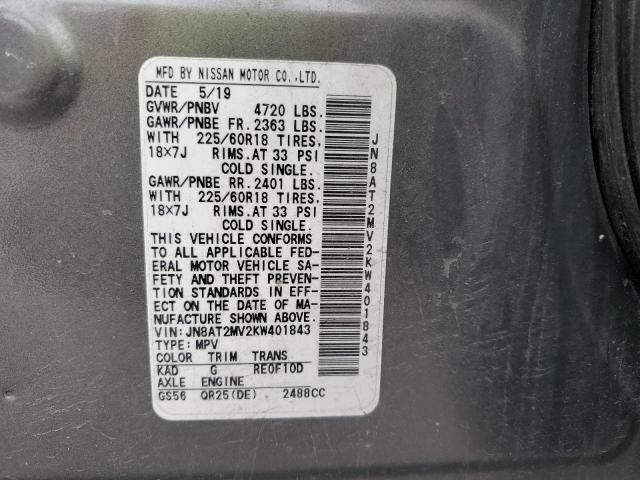 MFD BY NISSAN MOTOR CO.,LTD.
DATE 5/19
GVWR/PNBV 4720 LBS.
GAWR/PNBE FR. 2363 LBS.
WITH 225/60R18 TIRES,
18×7J RIMS. AT 33 PSI
COLD SINGLE.
GAWR/PNBE RR. 2401 LBS.
WITH 225/60R18 TIRES,
18×7J RIMS. AT 33 PSI
COLD SINGLE.
THIS VEHICLE CONFORMS
TO ALL APPLICABLE FED-
ERAL MOTOR VEHICLE SA-
FETY AND THEFT PREVEN-
TION STANDARDS IN EFF-
ECT ON THE DATE OF MA-
NUFACTURE SHOWN ABOVE.
VIN: JN8AT2MV2KW401843
TYPE: MPV
COLOR TRIM TRANS
KAD G RE0F10D
AXLE ENGINE
GS56 QR25(DE) 2488CC
JN8AT2MV2KW401843